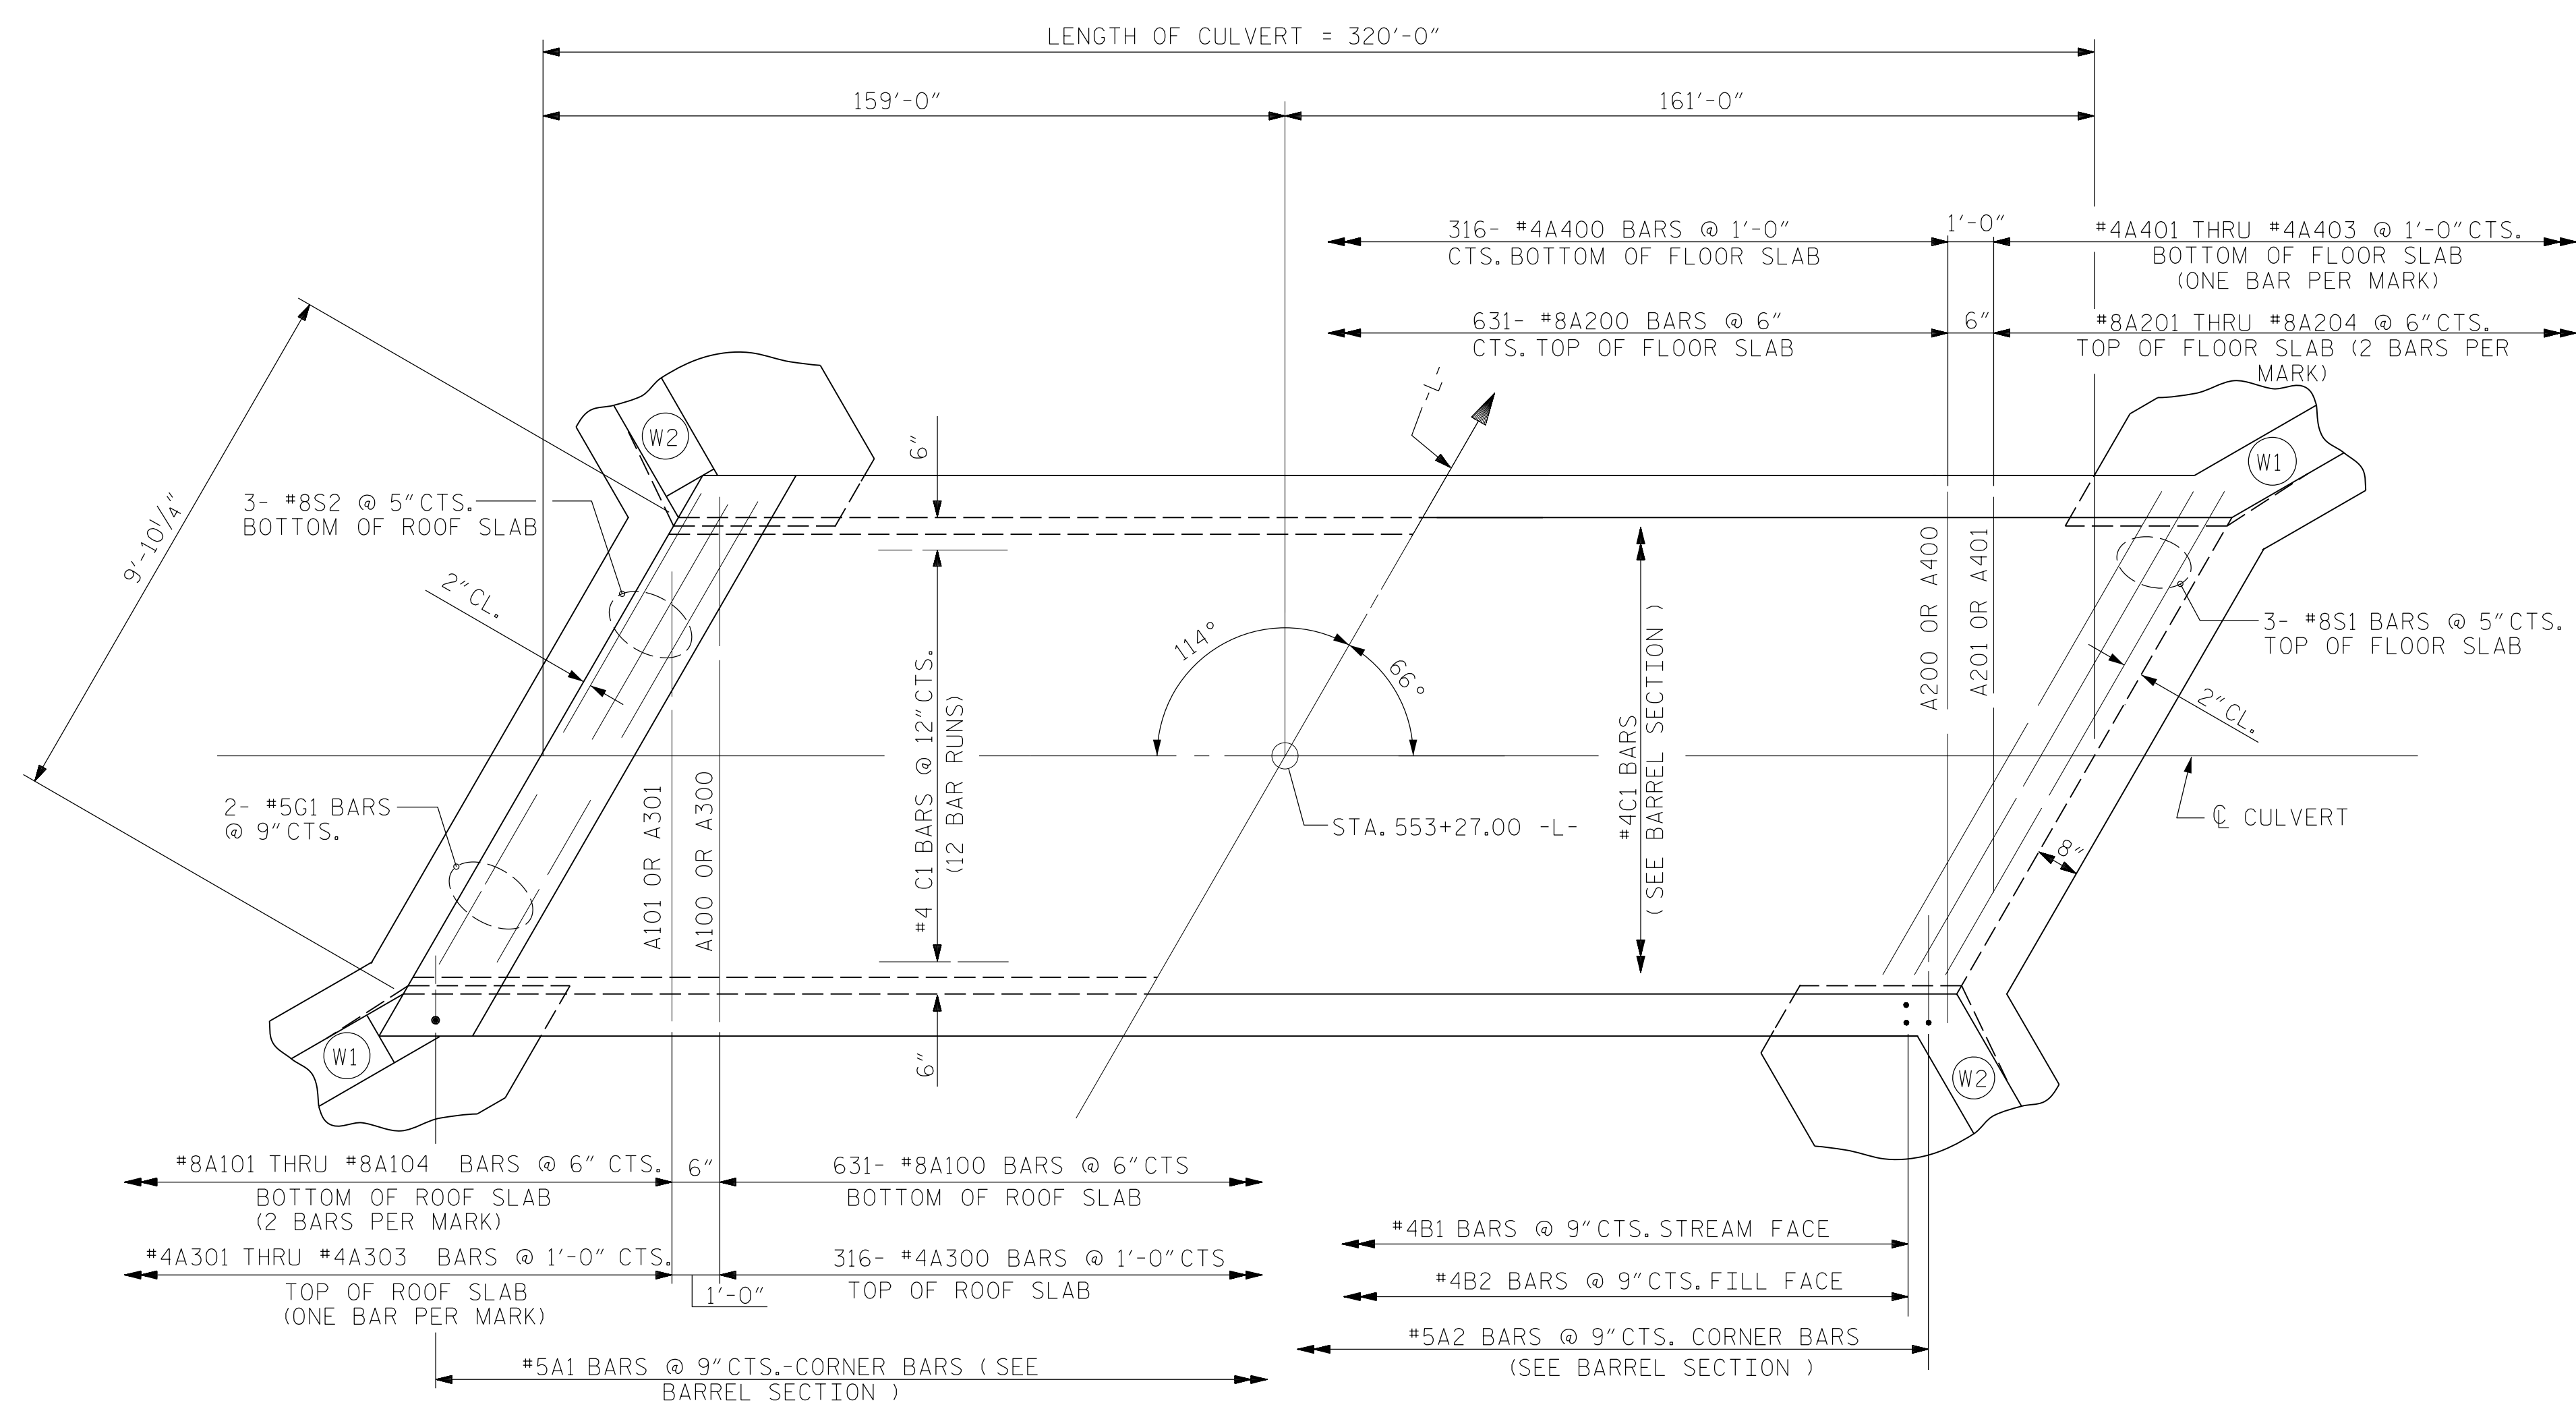 LENGTH OF CULVERT = 320'-0"
159'-0"
161'-0"
316- #4A400 BARS @ 1'-0"
CTS. BOTTOM OF FLOOR SLAB
1'-0"
#4A401 THRU #4A403 @ 1'-0" CTS.
BOTTOM OF FLOOR SLAB
(ONE BAR PER MARK)
631- #8A200 BARS @ 6"
CTS. TOP OF FLOOR SLAB
6"
#8A201 THRU #8A204 @ 6" CTS.
TOP OF FLOOR SLAB (2 BARS PER
MARK)
-L-
W2
W1
6"
9'-10¼"
3- #8S2 @ 5" CTS.
BOTTOM OF ROOF SLAB
2" CL.
114°
66°
#4 C1 BARS @ 12" CTS.
(12 BAR RUNS)
#4C1 BARS
( SEE BARREL SECTION )
A200 OR A400
A201 OR A401
3- #8S1 BARS @ 5" CTS.
TOP OF FLOOR SLAB
2" CL.
2- #5G1 BARS
@ 9" CTS.
A101 OR A301
A100 OR A300
STA. 553+27.00 -L-
℄ CULVERT
8"
W1
6"
W2
#8A101 THRU #8A104 BARS @ 6" CTS.
BOTTOM OF ROOF SLAB
(2 BARS PER MARK)
6"
631- #8A100 BARS @ 6" CTS
BOTTOM OF ROOF SLAB
#4A301 THRU #4A303 BARS @ 1'-0" CTS.
TOP OF ROOF SLAB
(ONE BAR PER MARK)
1'-0"
316- #4A300 BARS @ 1'-0" CTS
TOP OF ROOF SLAB
#4B1 BARS @ 9" CTS. STREAM FACE
#4B2 BARS @ 9" CTS. FILL FACE
#5A2 BARS @ 9" CTS. CORNER BARS
(SEE BARREL SECTION )
#5A1 BARS @ 9" CTS.-CORNER BARS ( SEE
BARREL SECTION )